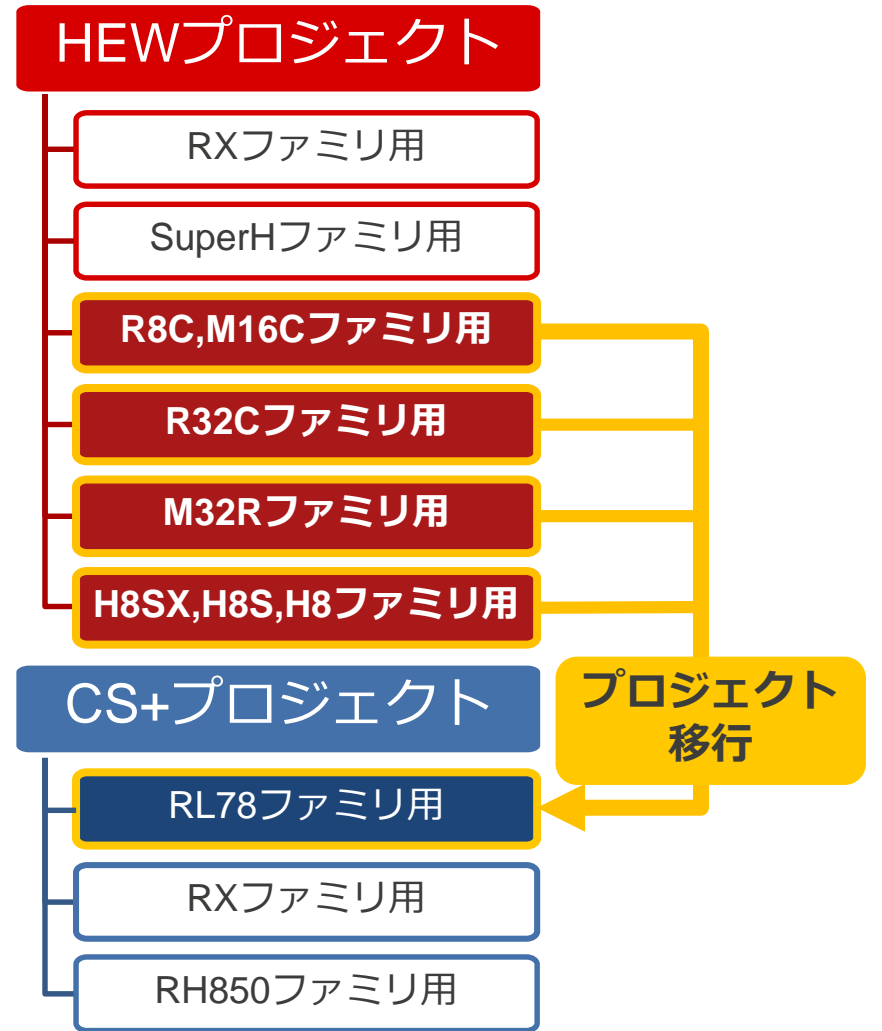 HEWプロジェクト
RXファミリ用
SuperHファミリ用
R8C,M16Cファミリ用
R32Cファミリ用
M32Rファミリ用
H8SX,H8S,H8ファミリ用
CS+プロジェクト
プロジェクト
移行
RL78ファミリ用
RXファミリ用
RH850ファミリ用